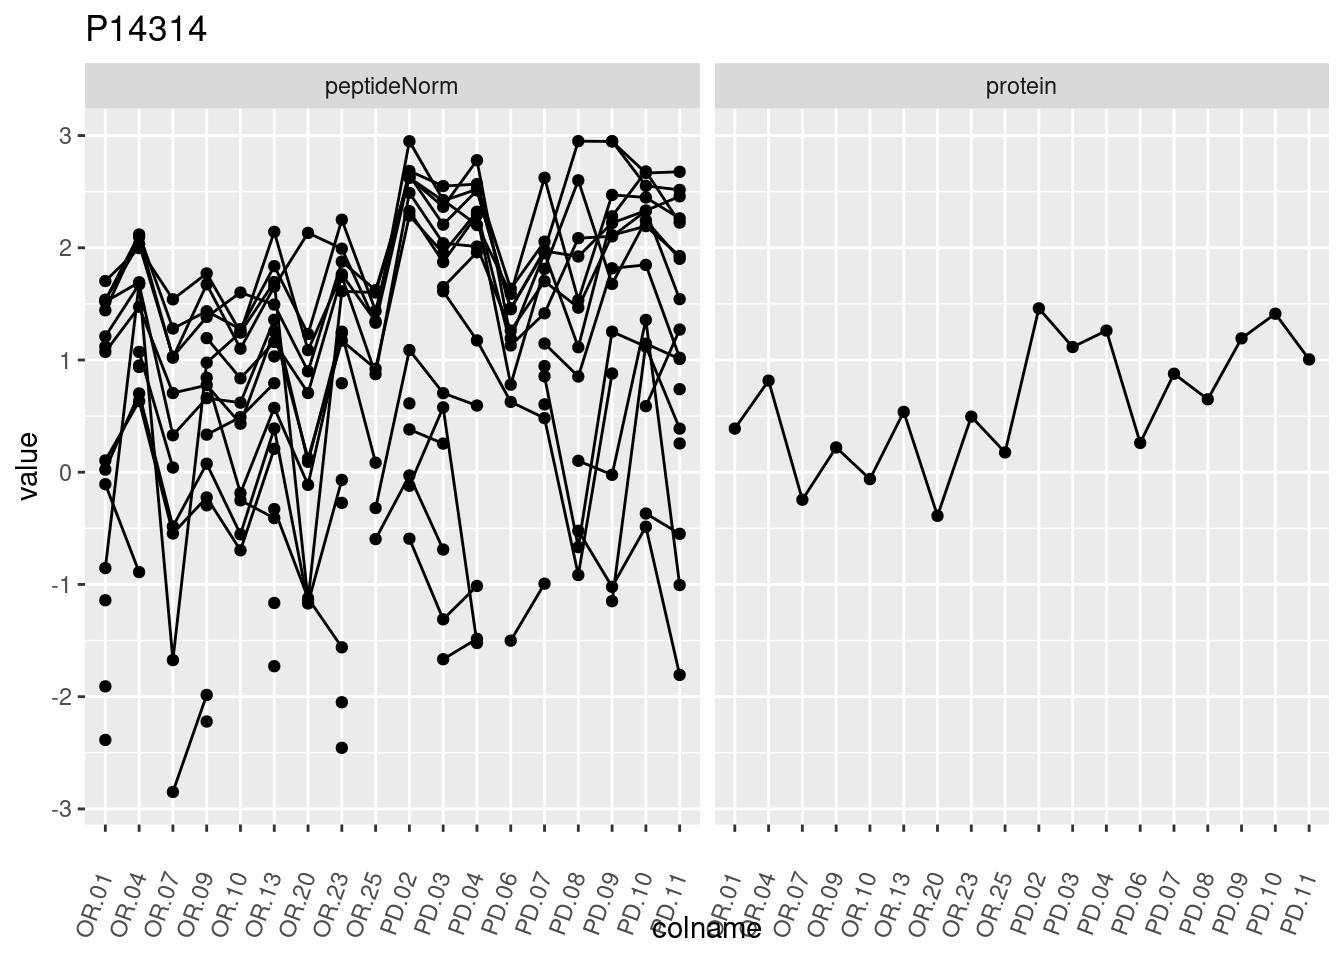 P14314
peptideNorm protein
3
2
1
0
-1
-2
-3
value
OR.01 OR.04 OR.07 OR.09 OR.10 OR.13 OR.20 OR.23 OR.25 PD.02 PD.03 PD.04 PD.06 PD.07 PD.08 PD.09 PD.10 PD.11 OR.01 OR.04 OR.07 OR.09 OR.10 OR.13 OR.20 OR.23 OR.25 PD.02 PD.03 PD.04 PD.06 PD.07 PD.08 PD.09 PD.10 PD.11
colname